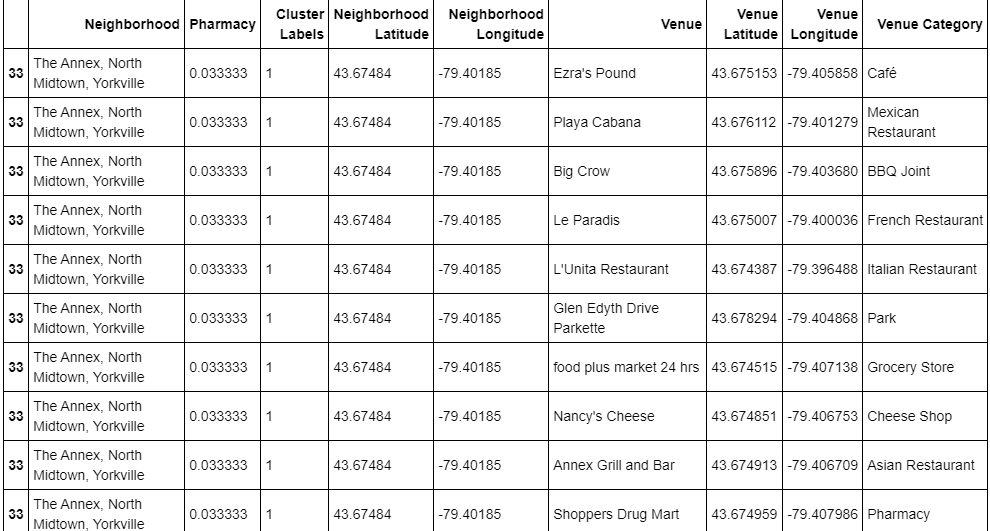 Neighborhood Pharmacy Cluster Labels Neighborhood Latitude Neighborhood Longitude Venue Venue Latitude Venue Longitude Venue Category
33 The Annex, North Midtown, Yorkville 0.033333 1 43.67484 -79.40185 Ezra's Pound 43.675153 -79.405858 Café
33 The Annex, North Midtown, Yorkville 0.033333 1 43.67484 -79.40185 Playa Cabana 43.676112 -79.401279 Mexican Restaurant
33 The Annex, North Midtown, Yorkville 0.033333 1 43.67484 -79.40185 Big Crow 43.675896 -79.403680 BBQ Joint
33 The Annex, North Midtown, Yorkville 0.033333 1 43.67484 -79.40185 Le Paradis 43.675007 -79.400036 French Restaurant
33 The Annex, North Midtown, Yorkville 0.033333 1 43.67484 -79.40185 L'Unita Restaurant 43.674387 -79.396488 Italian Restaurant
33 The Annex, North Midtown, Yorkville 0.033333 1 43.67484 -79.40185 Glen Edyth Drive Parkette 43.678294 -79.404868 Park
33 The Annex, North Midtown, Yorkville 0.033333 1 43.67484 -79.40185 food plus market 24 hrs 43.674515 -79.407138 Grocery Store
33 The Annex, North Midtown, Yorkville 0.033333 1 43.67484 -79.40185 Nancy's Cheese 43.674851 -79.406753 Cheese Shop
33 The Annex, North Midtown, Yorkville 0.033333 1 43.67484 -79.40185 Annex Grill and Bar 43.674913 -79.406709 Asian Restaurant
33 The Annex, North Midtown, Yorkville 0.033333 1 43.67484 -79.40185 Shoppers Drug Mart 43.674959 -79.407986 Pharmacy